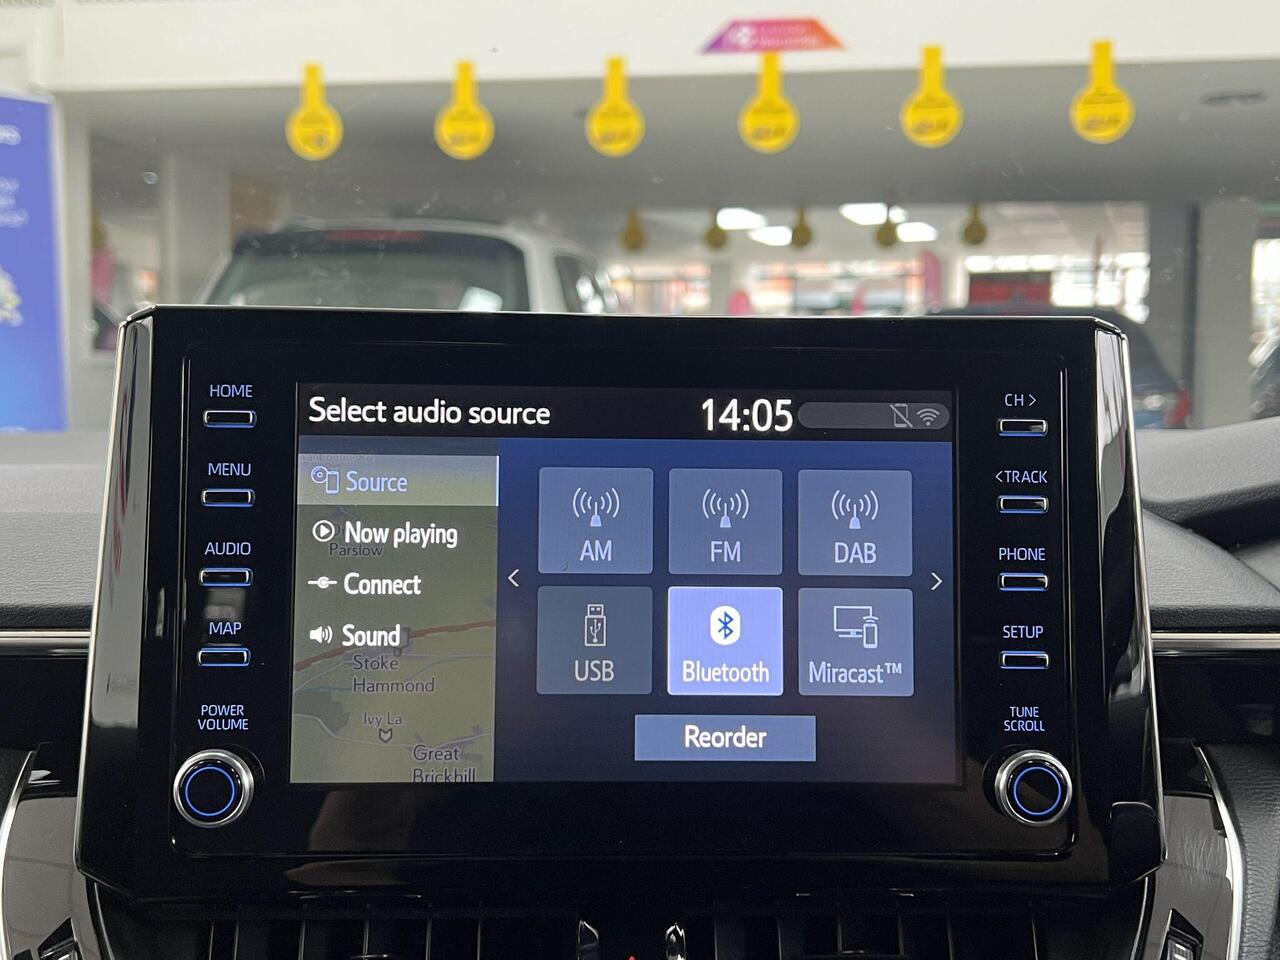 HOME
MENU
AUDIO
MAP
POWER
VOLUME
Select audio source
14:05
Source
Now playing
Parslow
Connect
Sound
Stoke
Hammond
Ivy La.
Great
Brickhill
AM
FM
DAB
USB
Bluetooth
Miracast™
Reorder
CH >
<TRACK
PHONE
SETUP
TUNE
SCROLL